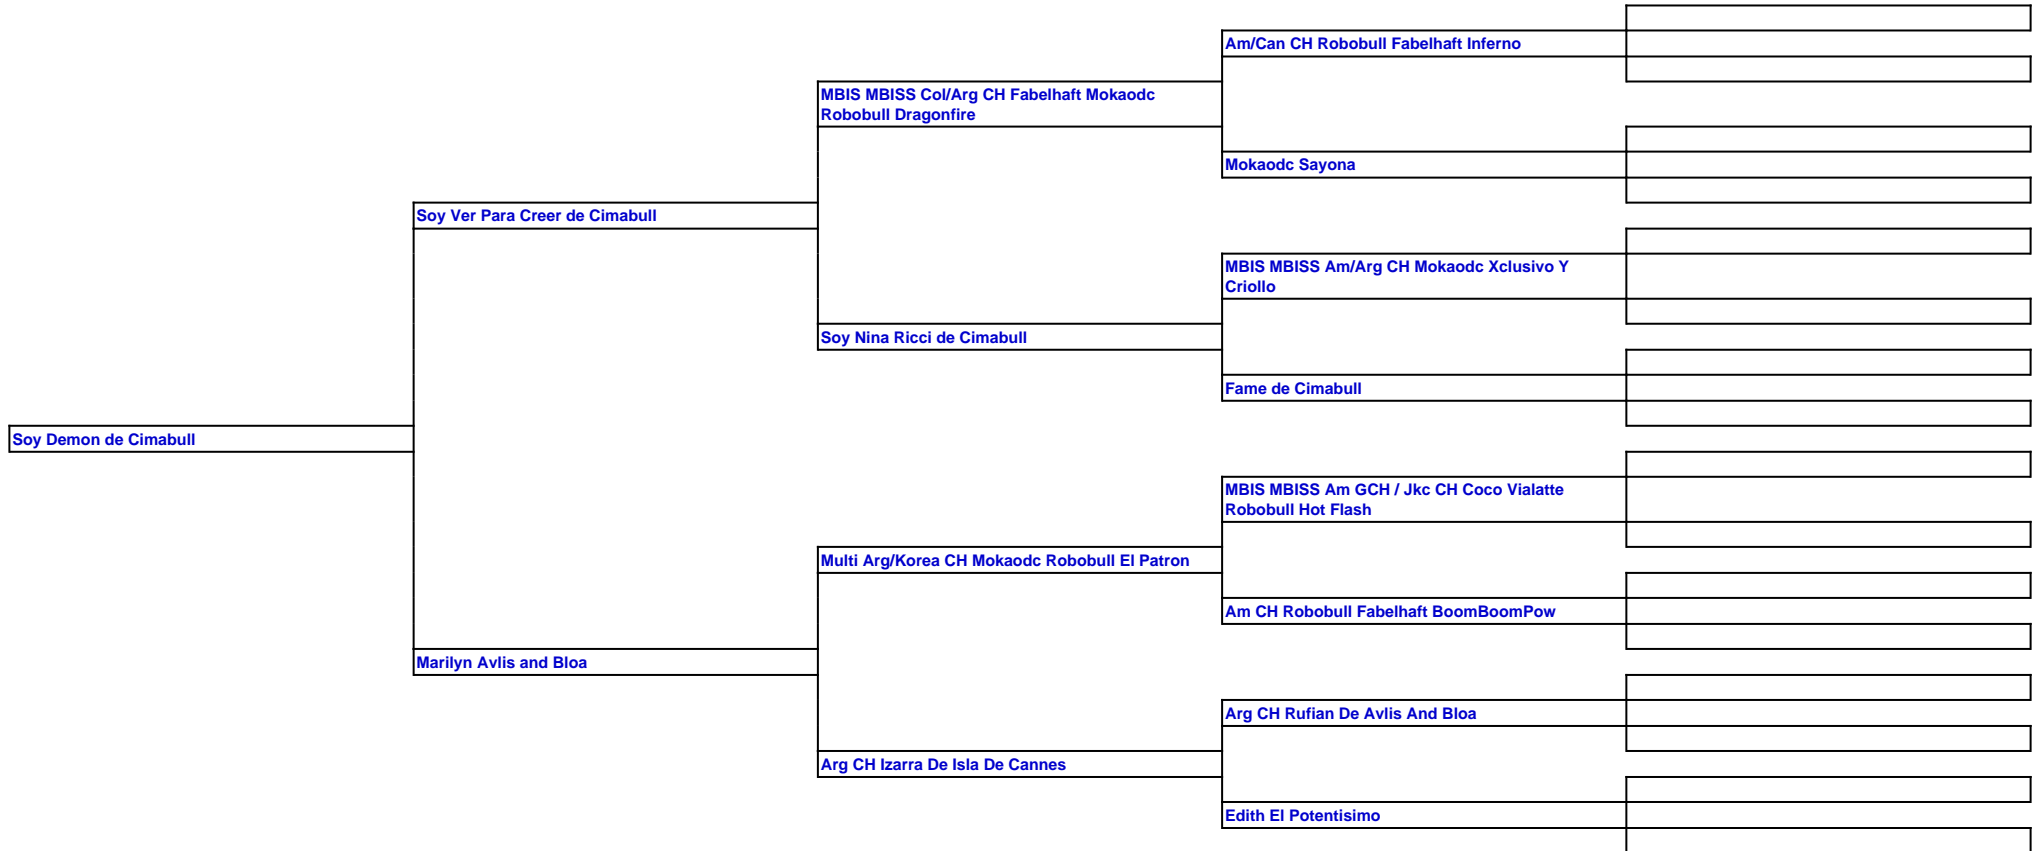 Am/Can CH Robobull Fabelhaft Inferno
MBIS MBISS Col/Arg CH Fabelhaft Mokaodc
Robobull Dragonfire
Mokaodc Sayona
Soy Ver Para Creer de Cimabull
MBIS MBISS Am/Arg CH Mokaodc Xclusivo Y
Criollo
Soy Nina Ricci de Cimabull
Fame de Cimabull
Soy Demon de Cimabull
MBIS MBISS Am GCH / Jkc CH Coco Vialatte
Robobull Hot Flash
Multi Arg/Korea CH Mokaodc Robobull El Patron
Am CH Robobull Fabelhaft BoomBoomPow
Marilyn Avlis and Bloa
Arg CH Rufian De Avlis And Bloa
Arg CH Izarra De Isla De Cannes
Edith El Potentisimo